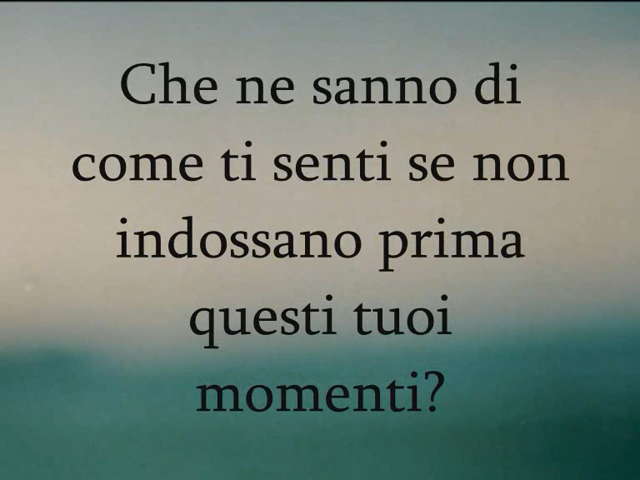 Che ne sanno di
come ti senti se non
indossano prima
questi tuoi
momenti?